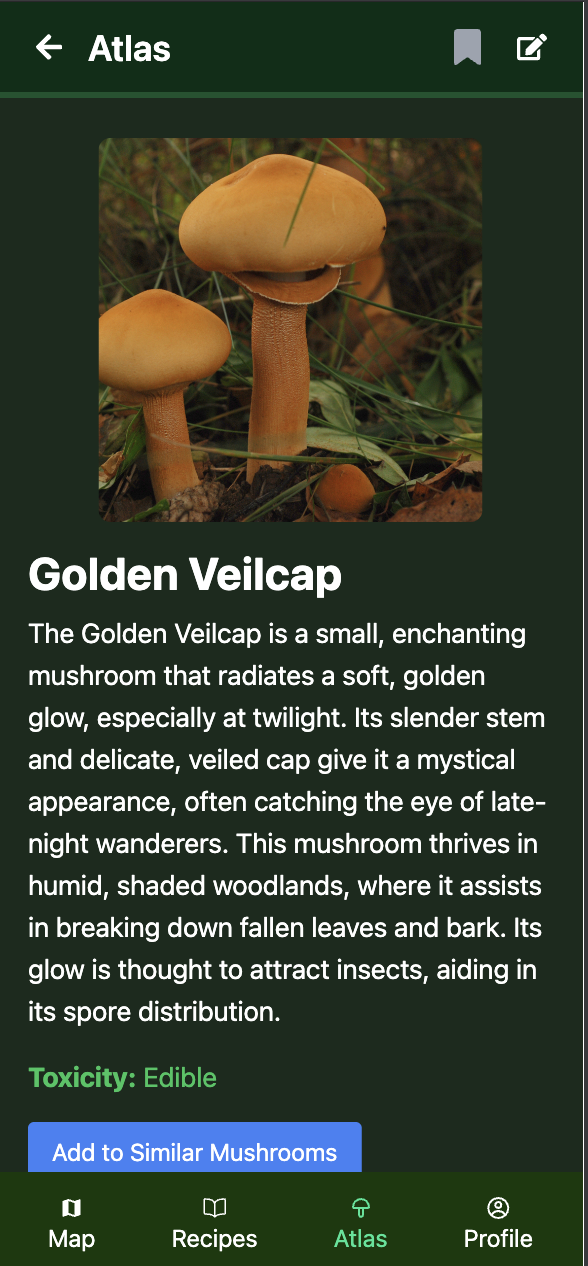 Atlas
Golden Veilcap
The Golden Veilcap is a small, enchanting
mushroom that radiates a soft, golden
glow, especially at twilight. Its slender stem
and delicate, veiled cap give it a mystical
appearance, often catching the eye of late-
night wanderers. This mushroom thrives in
humid, shaded woodlands, where it assists
in breaking down fallen leaves and bark. Its
glow is thought to attract insects, aiding in
its spore distribution.
Toxicity: Edible
Add to Similar Mushrooms
Map Recipes Atlas Profile